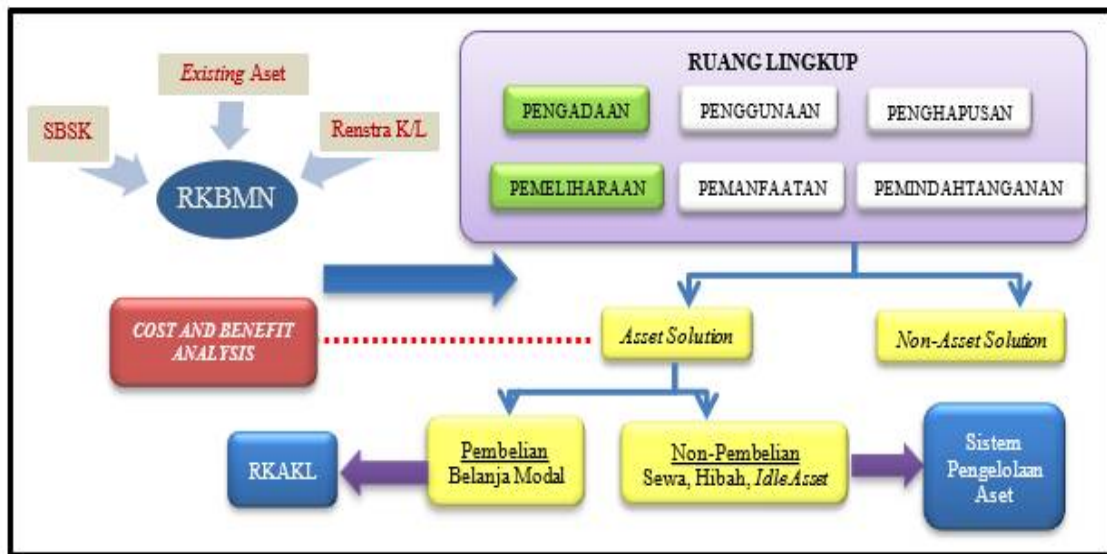 Existing Aset
SBSK
Renstra K/L
RKBMN
RUANG LINGKUP
PENGADAAN
PENGGUNAAN
PENGHAPUSAN
PEMELIHARAAN
PEMANFAATAN
PEMINDAHTANGANAN
COST AND BENEFIT
ANALYSIS
Asset Solution
Non-Asset Solution
RKAKL
Pembelian
Belanja Modal
Non-Pembelian
Sewa, Hibah, Idle Asset
Sistem
Pengelolaan
Aset